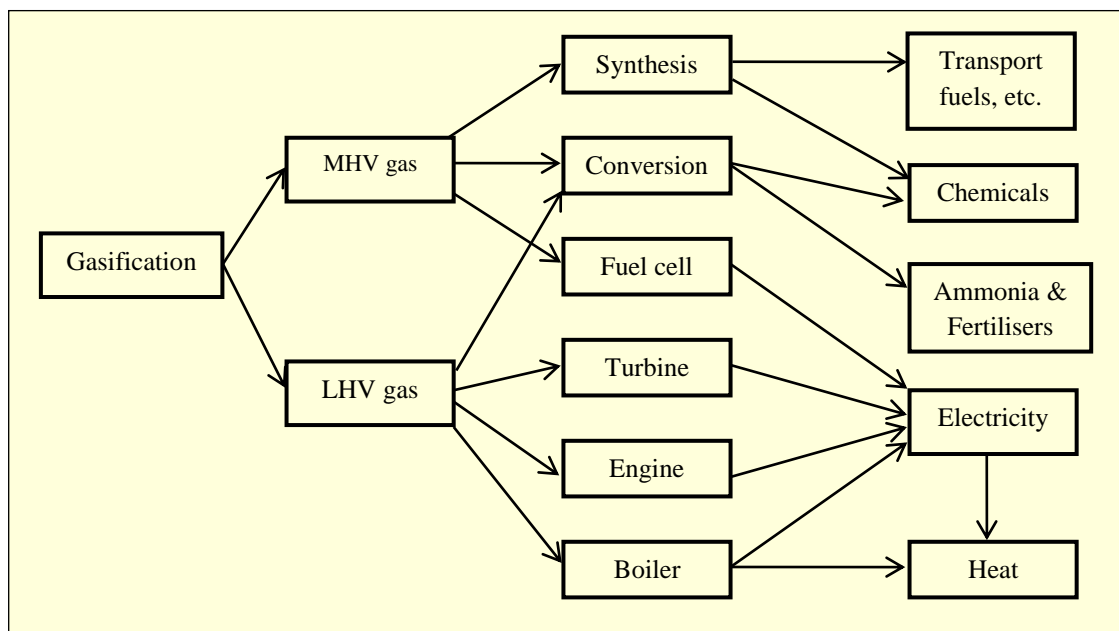 Gasification
MHV gas
LHV gas
Synthesis
Conversion
Fuel cell
Turbine
Engine
Boiler
Transport
fuels, etc.
Chemicals
Ammonia &
Fertilisers
Electricity
Heat